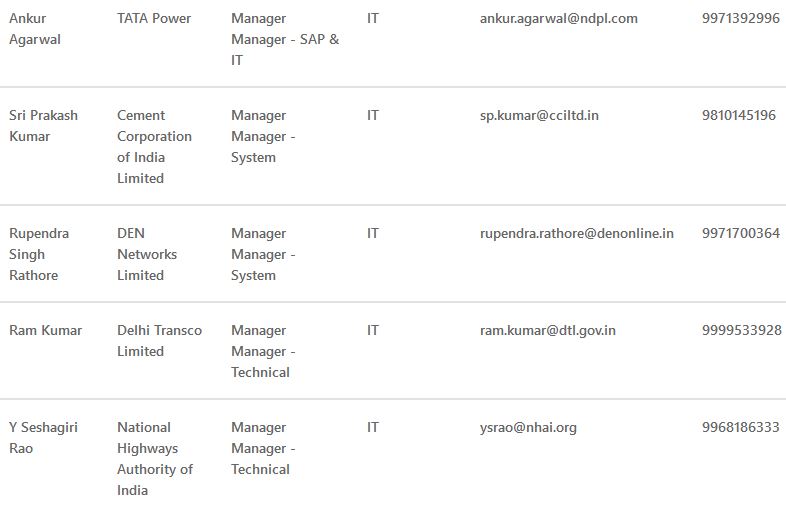 Ankur TATA Power Manager IT ankur.agarwal@ndpl.com 9971392996
Agarwal Manager - SAP &
IT
Sri Prakash Cement Manager IT sp.kumar@cciltd.in 9810145196
Kumar Corporation Manager -
of India System
Limited
Rupendra DEN Manager IT rupendra.rathore@denonline.in 9971700364
Singh Networks Manager -
Rathore Limited System
Ram Kumar Delhi Transco Manager IT ram.kumar@dtl.gov.in 9999533928
Limited Manager -
Technical
Y Seshagiri National Manager IT ysrao@nhai.org 9968186333
Rao Highways Manager -
Authority of Technical
India